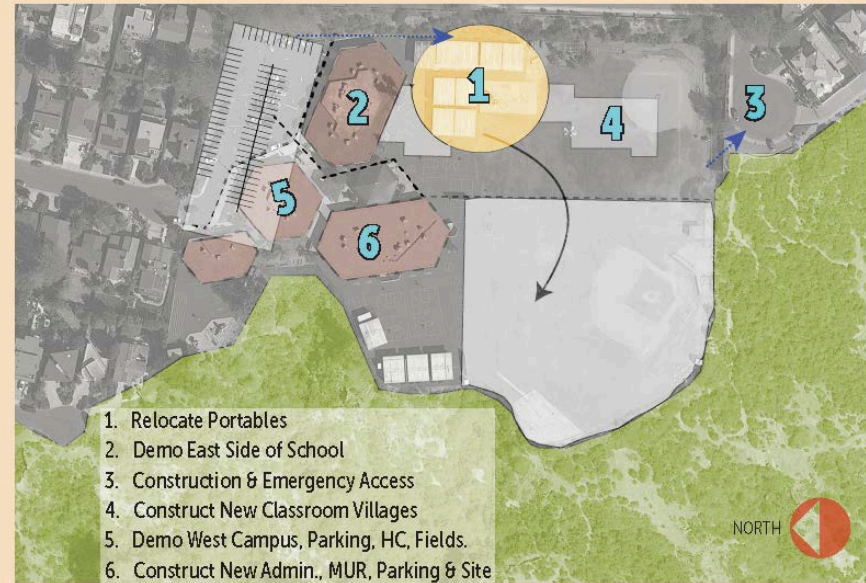 1
2
3
4
5
6
1. Relocate Portables
2. Demo East Side of School
3. Construction & Emergency Access
4. Construct New Classroom Villages
5. Demo West Campus, Parking, HC, Fields.
6. Construct New Admin., MUR, Parking & Site
NORTH